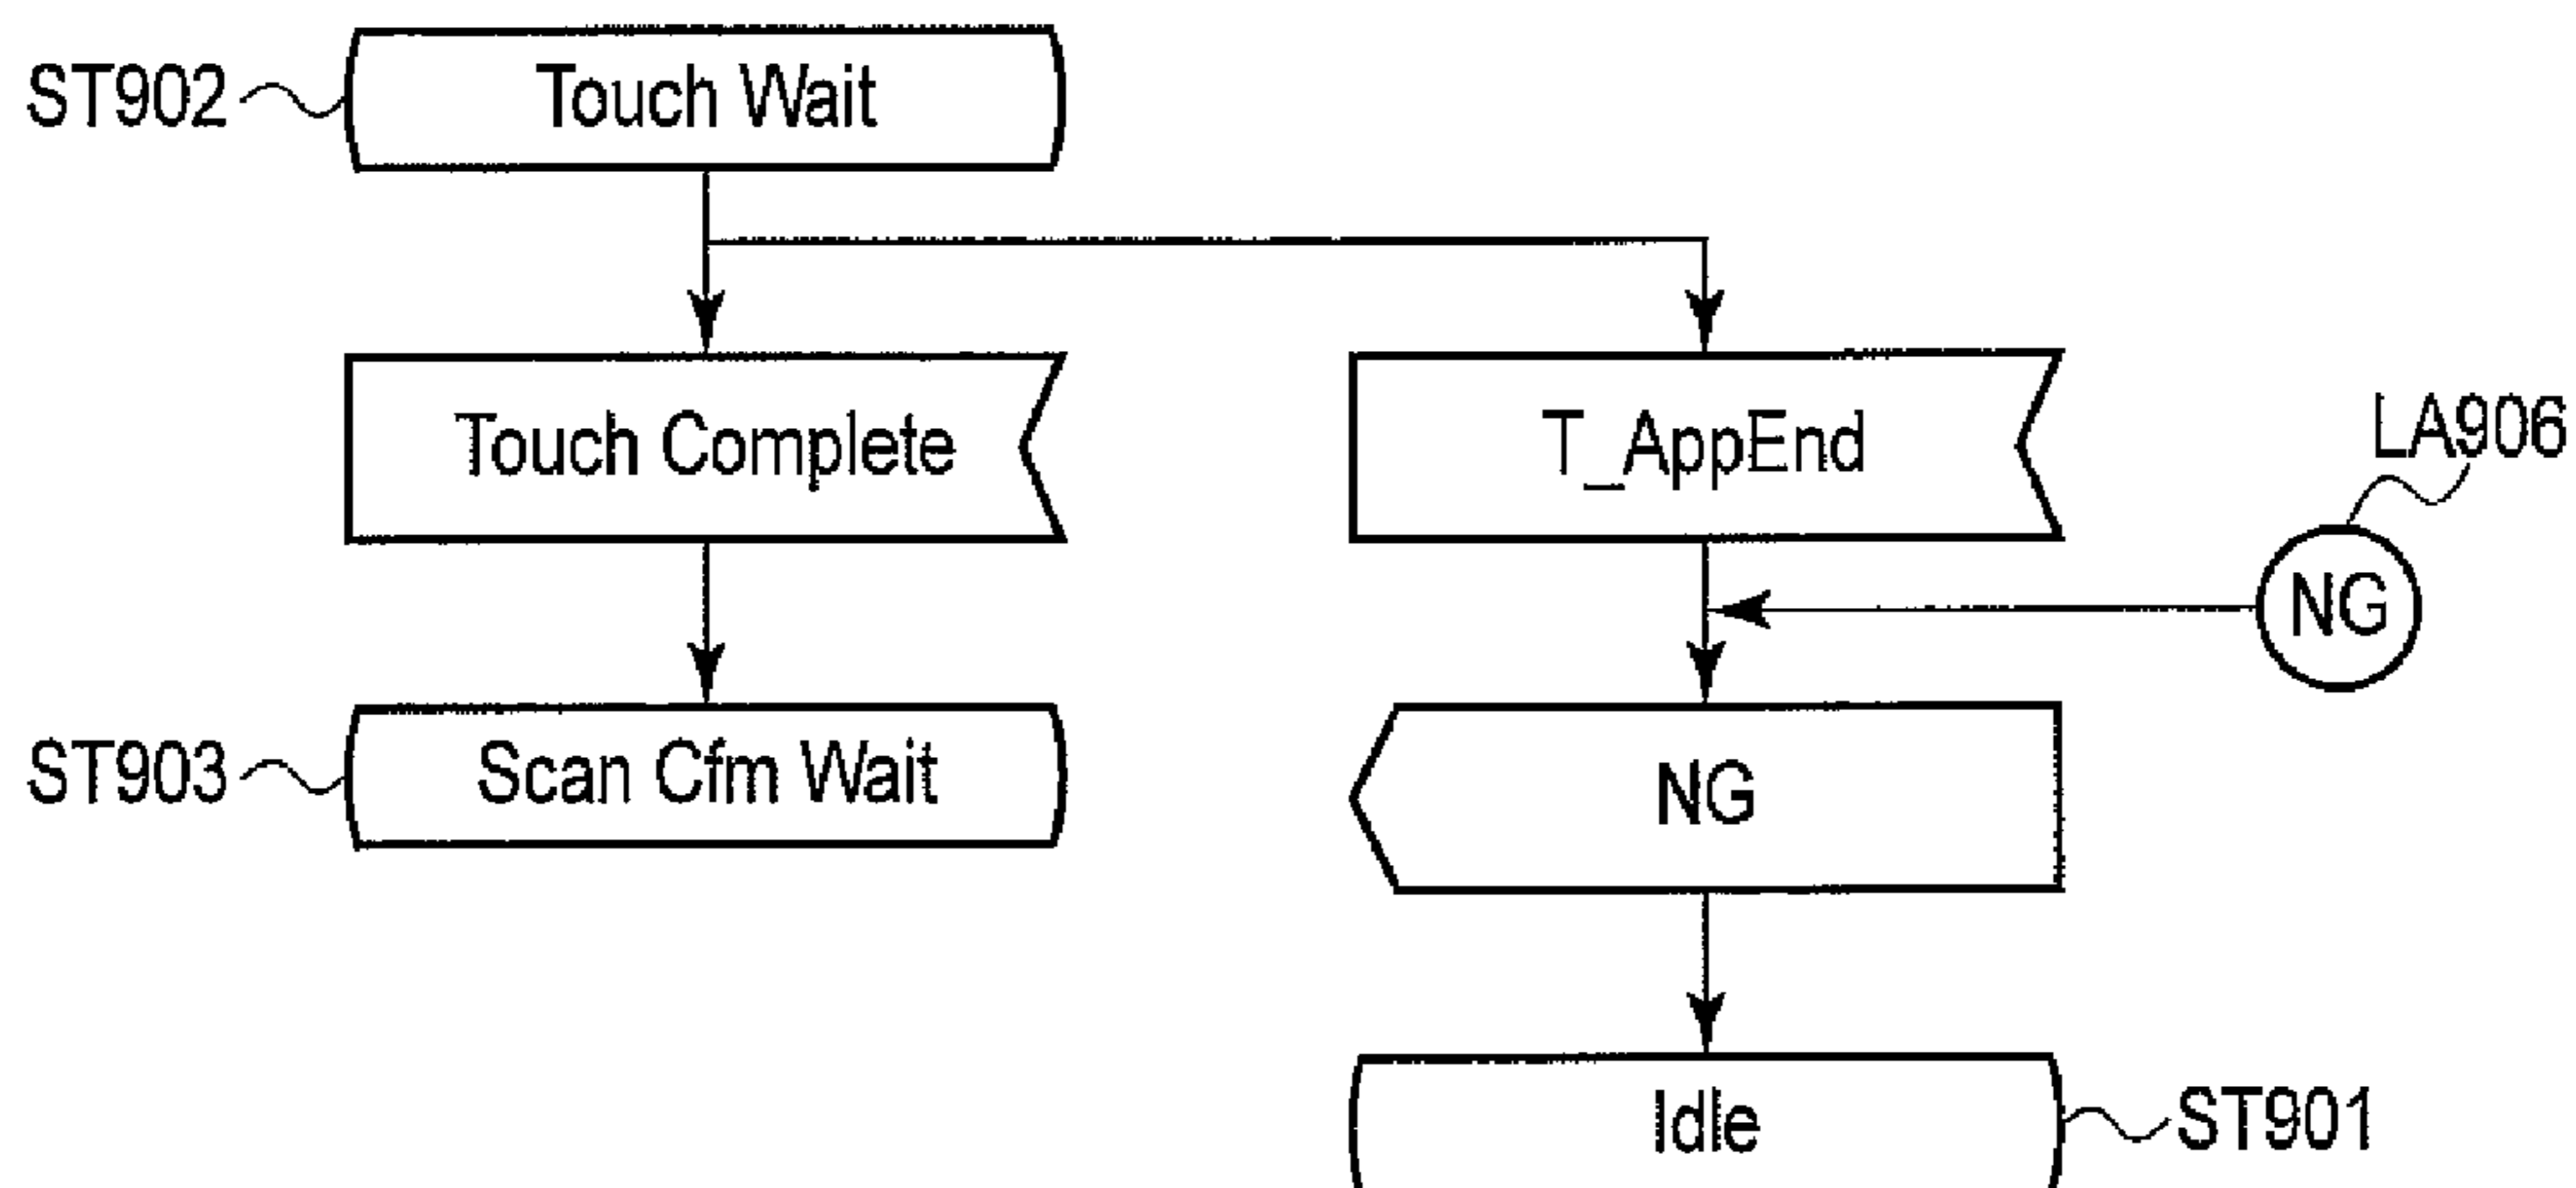 ST902
Touch Wait
Touch Complete
T_AppEnd
LA906
NG
ST903
Scan Cfm Wait
NG
Idle
ST901